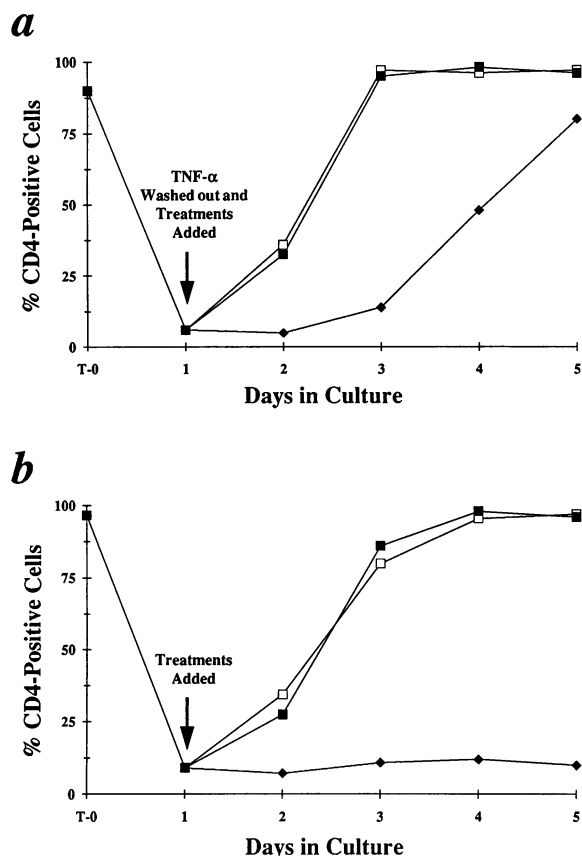 a
100
75
50
25
0
% CD4-Positive Cells
TNF-α
Washed out and
Treatments
Added
T-0 1 2 3 4 5
Days in Culture
b
100
75
50
25
0
% CD4-Positive Cells
Treatments
Added
T-0 1 2 3 4 5
Days in Culture